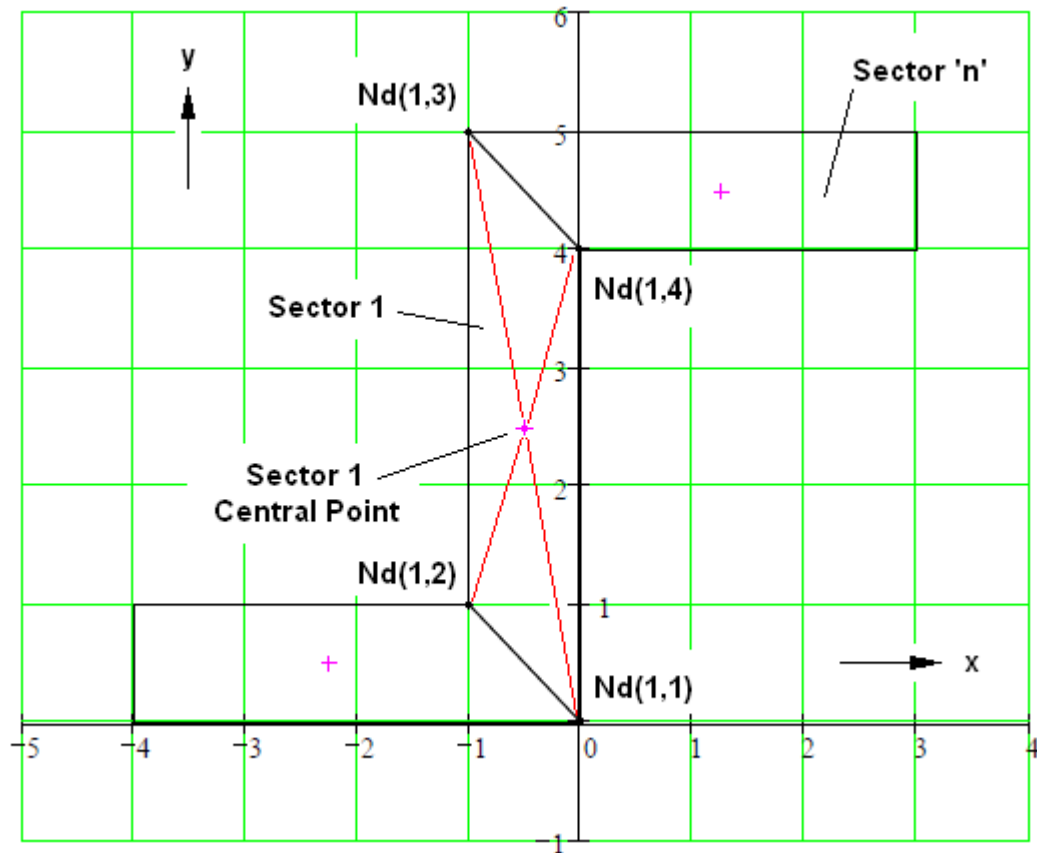 6
y
Sector 'n'
Nd(1,3)
5
4
Nd(1,4)
Sector 1
3
Sector 1
Central Point
2
Nd(1,2)
1
x
Nd(1,1)
−5 −4 −3 −2 −1 0 1 2 3 4
−1